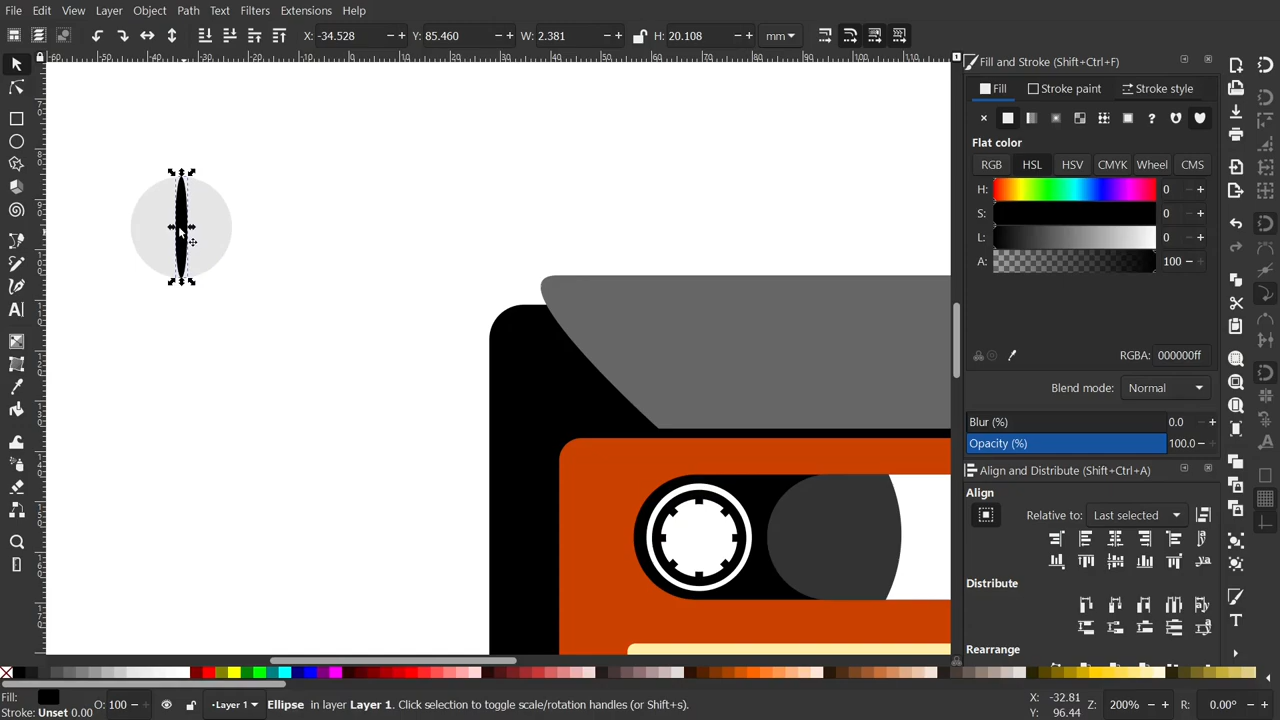 File Edit View Layer Object Path Text Filters Extensions Help
X: -34.528 - + Y: 85.460 - + W: 2.381 - + H: 20.108 - + mm
Fill and Stroke (Shift+Ctrl+F)
Fill Stroke paint Stroke style
Flat color
RGB HSL HSV CMYK Wheel CMS
H: 0 - +
S: 0 - +
L: 0 - +
A: 100 - +
RGBA: 000000ff
Blend mode: Normal
Blur (%) 0.0 - +
Opacity (%) 100.0 - +
Align and Distribute (Shift+Ctrl+A)
Align
Relative to: Last selected
Distribute
Rearrange
Fill:
Stroke: Unset 0.00
O: 100 - +
•Layer 1
Ellipse in layer Layer 1. Click selection to toggle scale/rotation handles (or Shift+s).
X: -32.81
Y: 96.44
Z: 200% - +
R: 0.00° - +